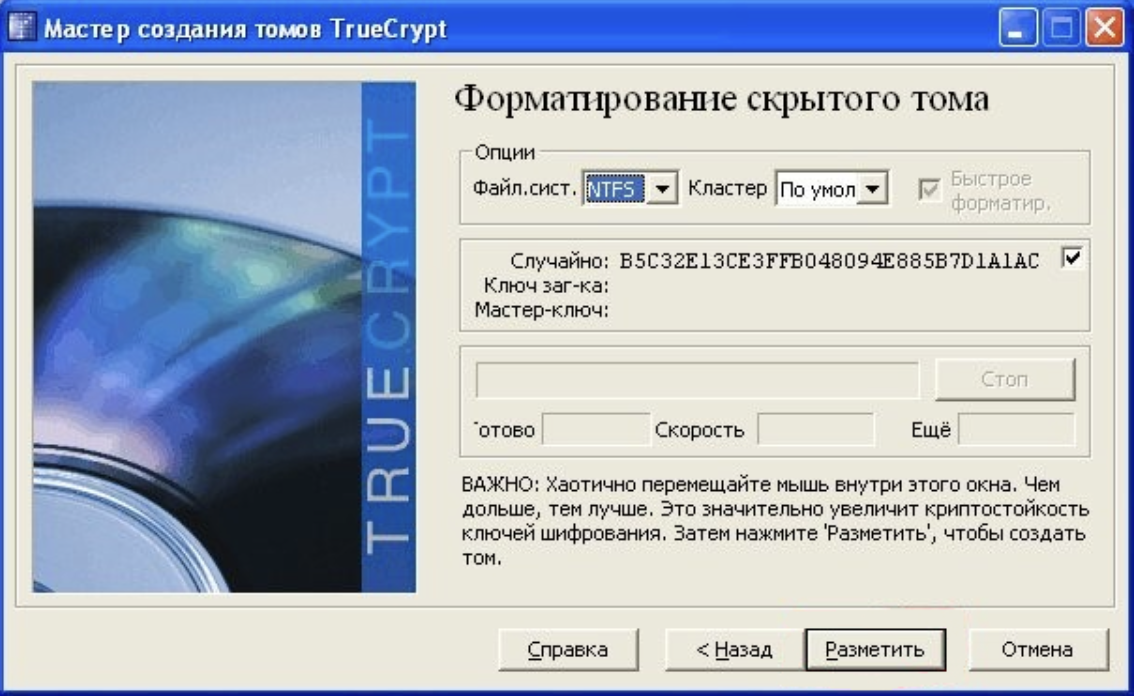 Мастер создания томов TrueCrypt
TRUECRYPT
Форматирование скрытого тома
Опции
Файл.сист. NTFS Кластер По умол Быстрое
форматир.
Случайно: B5C32E13CE3FFB048094E885B7D1A1AC
Ключ заг-ка:
Мастер-ключ:
Стоп
отово Скорость Ещё
ВАЖНО: Хаотично перемещайте мышь внутри этого окна. Чем
дольше, тем лучше. Это значительно увеличит криптостойкость
ключей шифрования. Затем нажмите 'Разметить', чтобы создать
том.
Справка < Назад Разметить Отмена